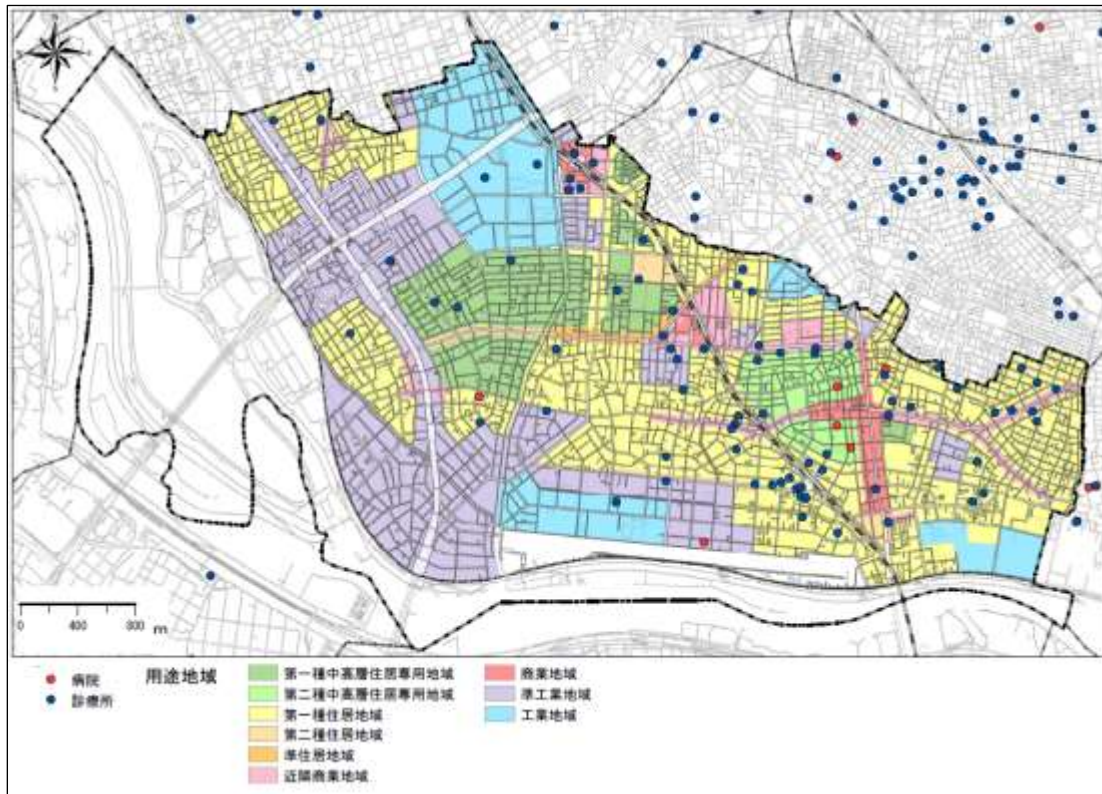 0 400 800 m
病院
診療所
用途地域
第一種中高層住居専用地域
第二種中高層住居専用地域
第一種住居地域
第二種住居地域
準住居地域
近隣商業地域
商業地域
準工業地域
工業地域